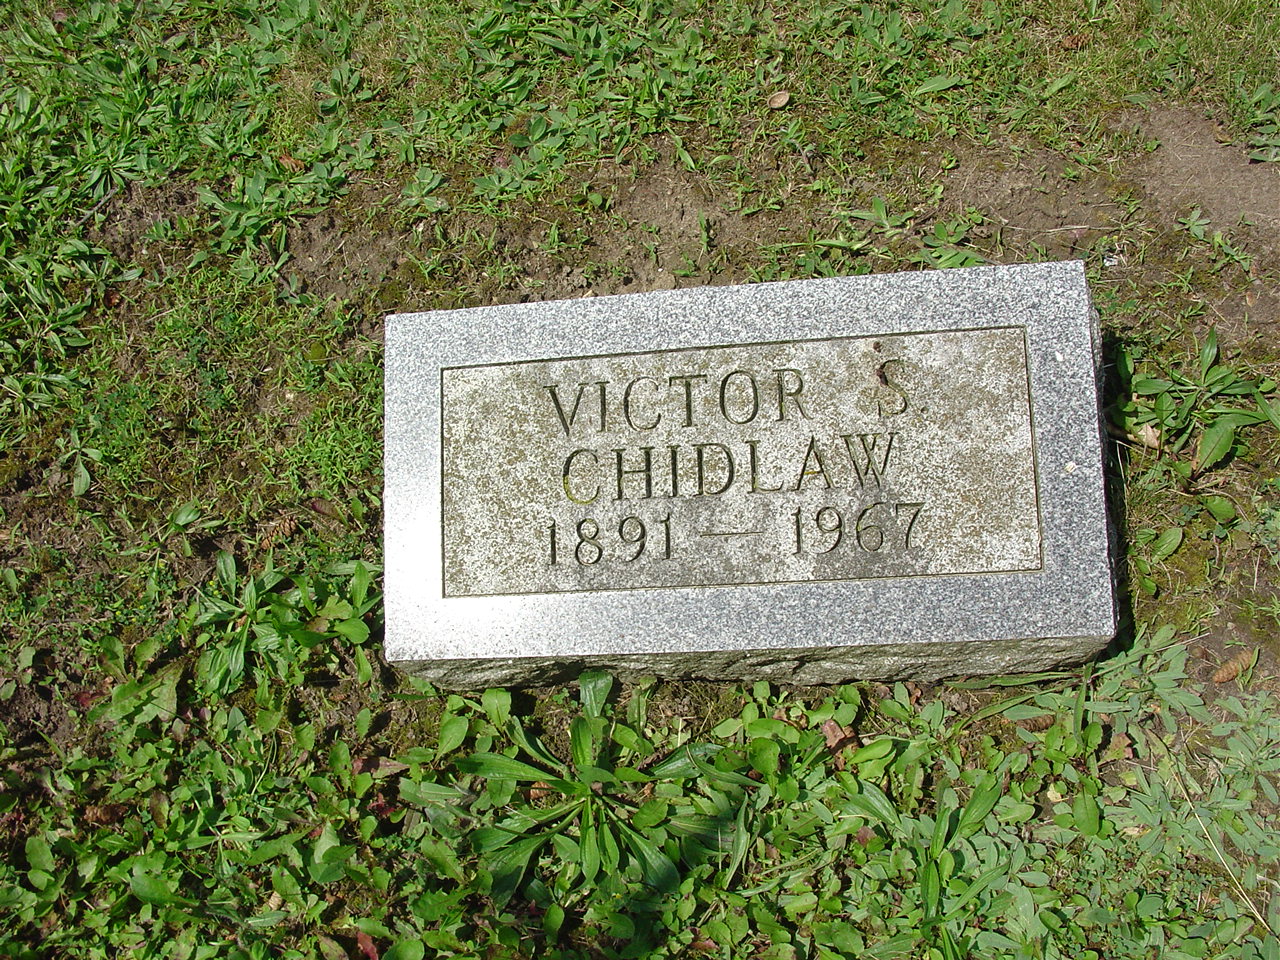 VICTOR S.
CHIDLAW
1891 — 1967